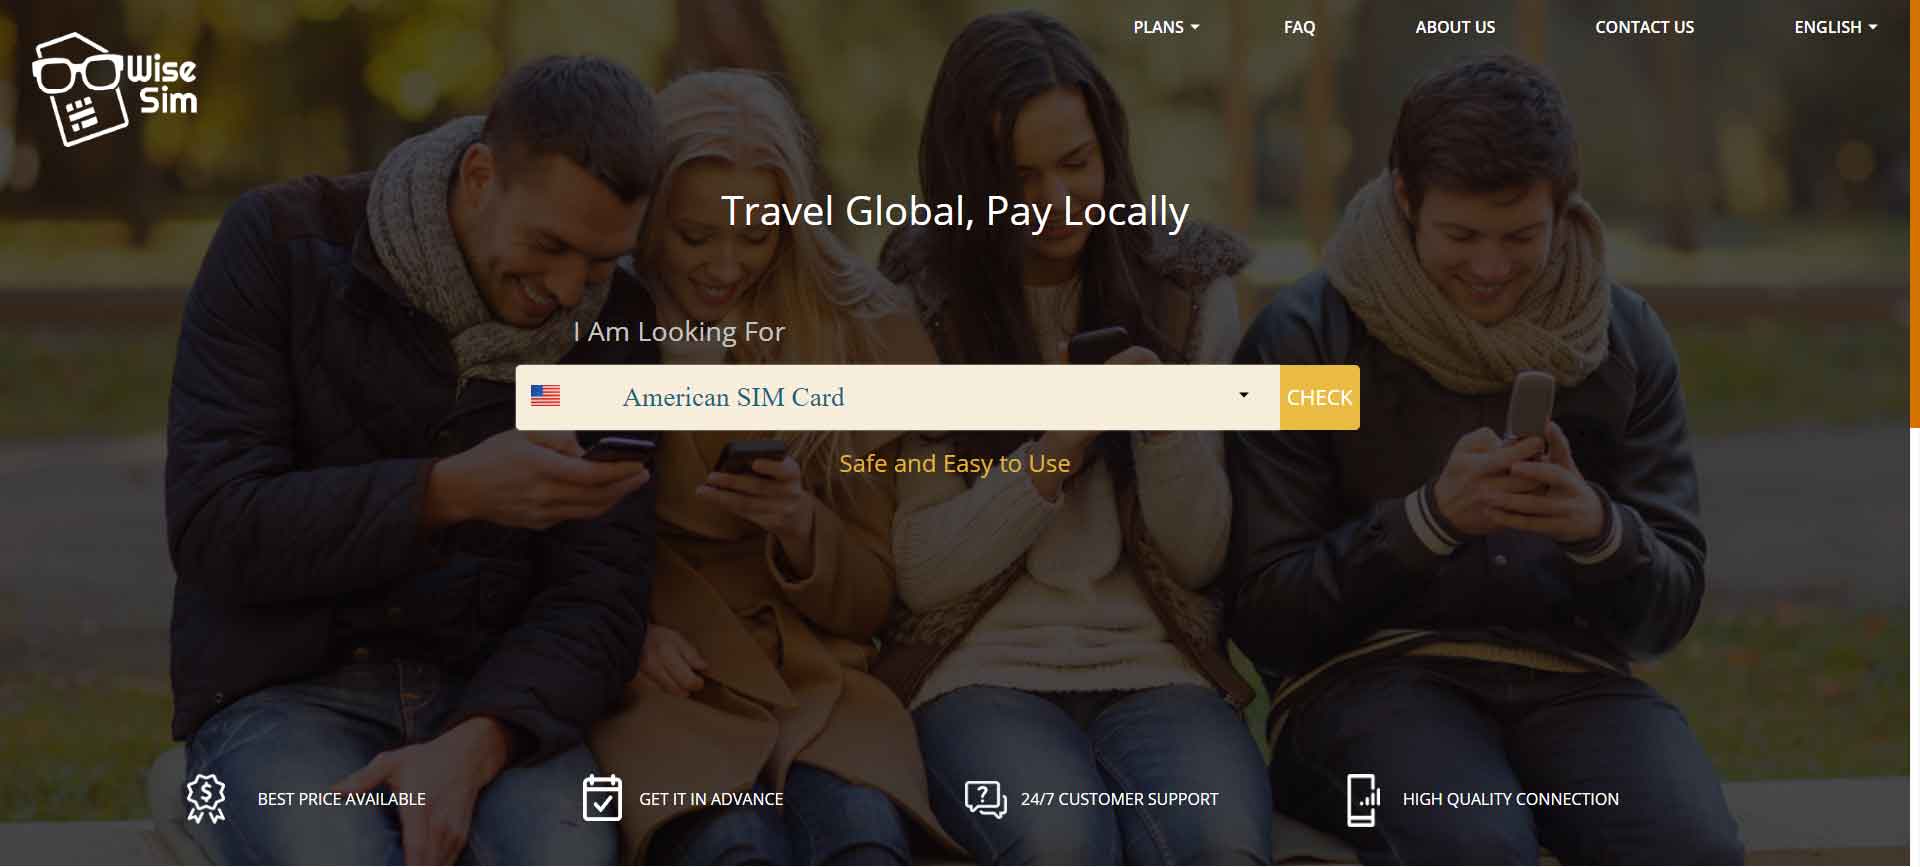 PLANS
FAQ
ABOUT US
CONTACT US
ENGLISH
Wise
Sim
Travel Global, Pay Locally
I Am Looking For
American SIM Card
CHECK
Safe and Easy to Use
BEST PRICE AVAILABLE
GET IT IN ADVANCE
24/7 CUSTOMER SUPPORT
HIGH QUALITY CONNECTION